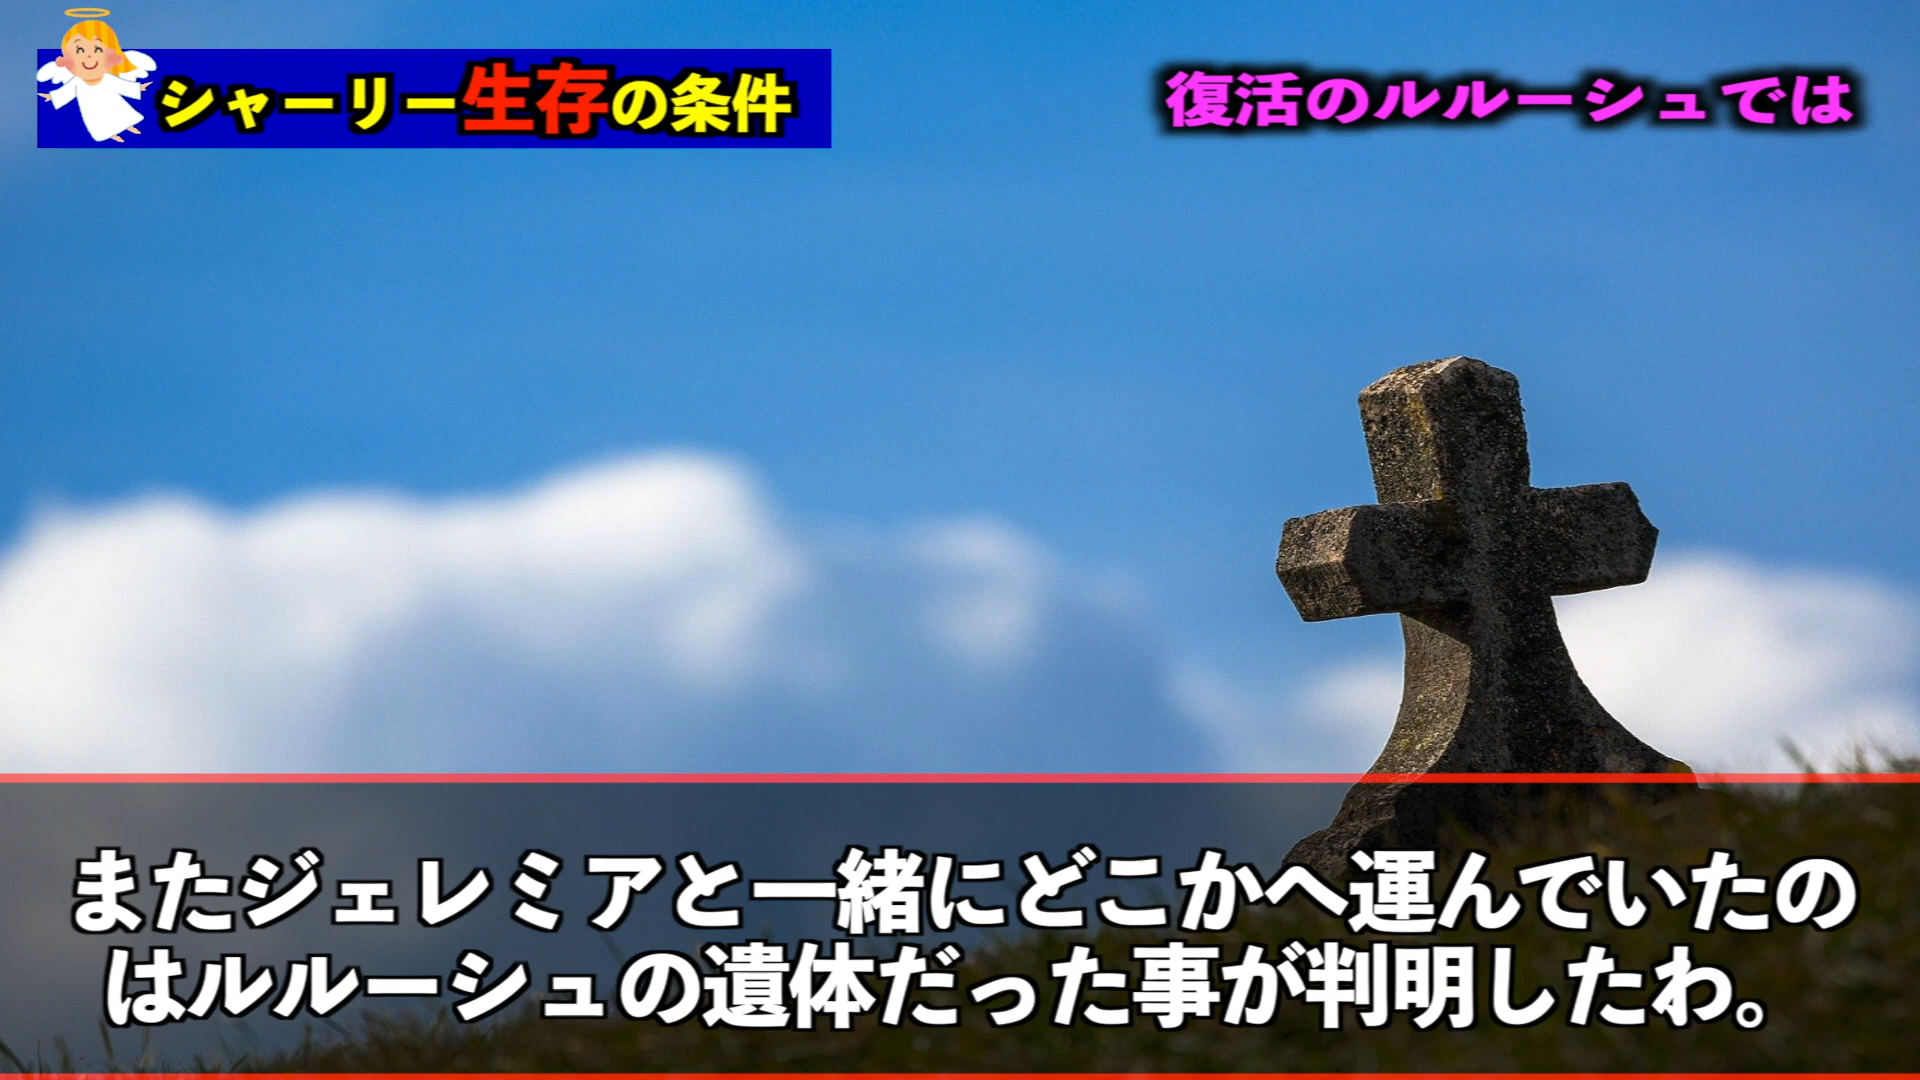 シャーリー生存の条件
復活のルルーシュでは
またジェレミアと一緒にどこかへ運んでいたの
はルルーシュの遺体だった事が判明したわ。